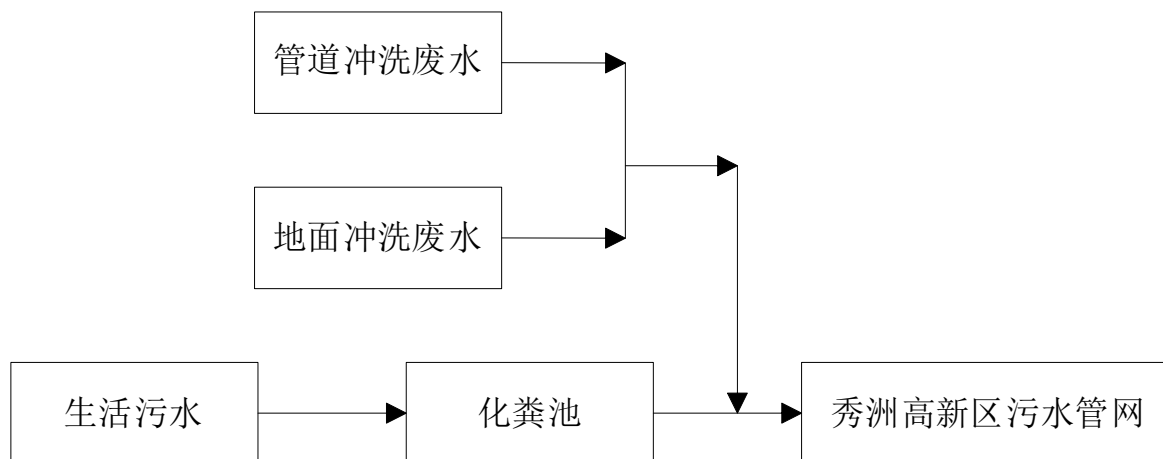 管道冲洗废水
地面冲洗废水
生活污水
化粪池
秀洲高新区污水管网